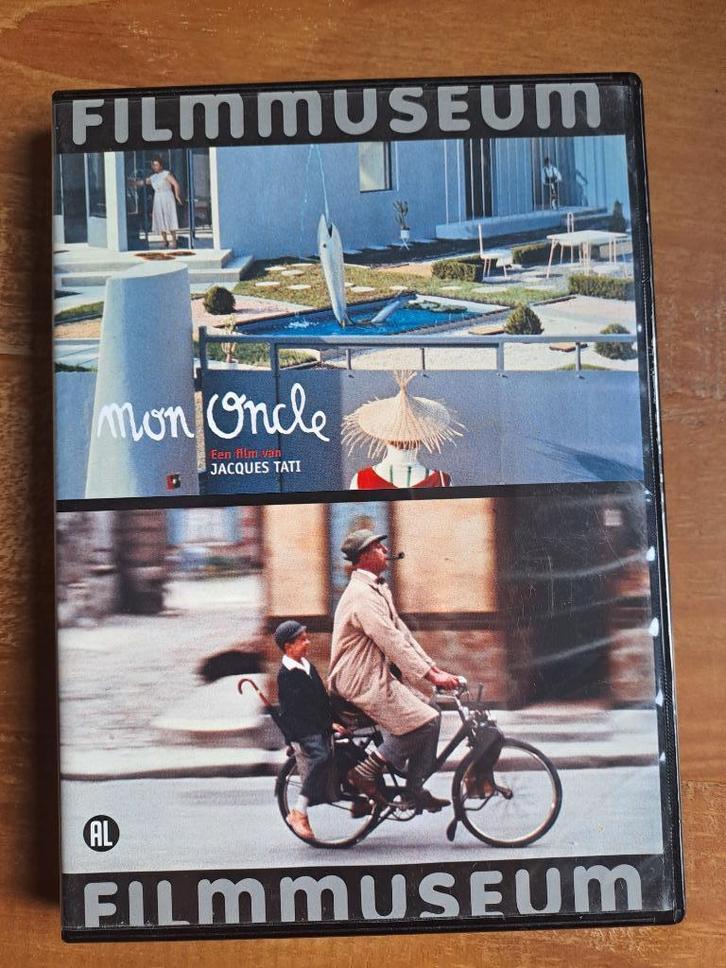 FILMMUSEUM
mon oncle
Een film van
JACQUES TATI
AL
FILMMUSEUM